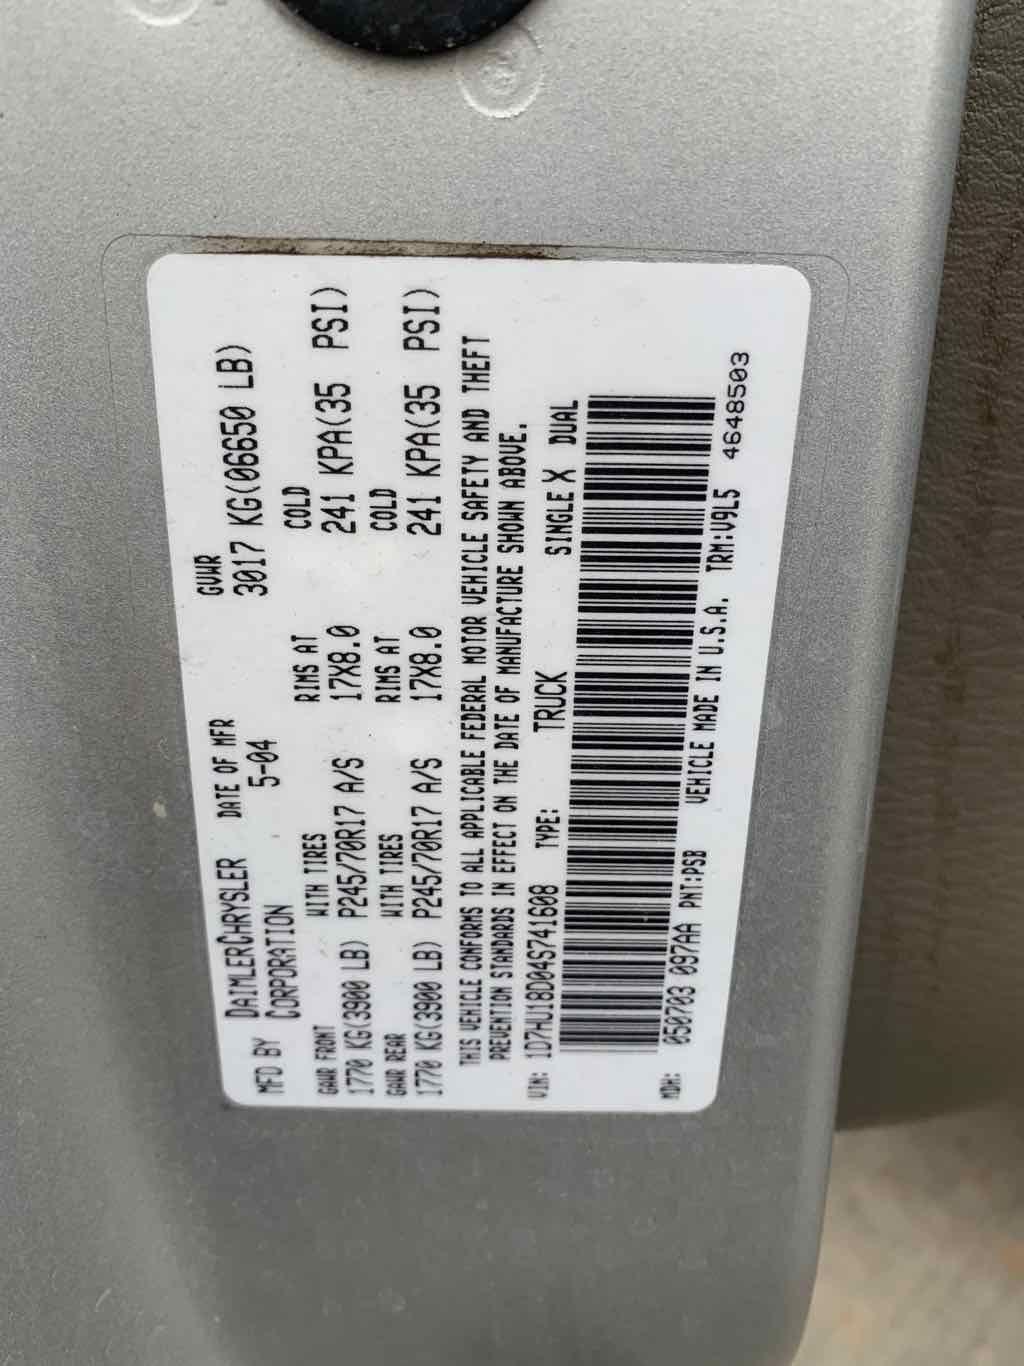 MFD BY DAIMLERCHRYSLER CORPORATION
DATE OF MFR 5-04
GVWR 3017 KG(06650 LB)
GAWR FRONT WITH TIRES RIMS AT COLD
1770 KG(3900 LB) P245/70R17 A/S 17X8.0 241 KPA(35 PSI)
GAWR REAR WITH TIRES RIMS AT COLD
1770 KG(3900 LB) P245/70R17 A/S 17X8.0 241 KPA(35 PSI)
THIS VEHICLE CONFORMS TO ALL APPLICABLE FEDERAL MOTOR VEHICLE SAFETY AND THEFT
PREVENTION STANDARDS IN EFFECT ON THE DATE OF MANUFACTURE SHOWN ABOVE.
VIN: 1D7HU18D04S741608 TYPE: TRUCK SINGLE X DUAL
MDH: 050703 097AA PNT:PSB VEHICLE MADE IN U.S.A. TRM:V9L5
4648503